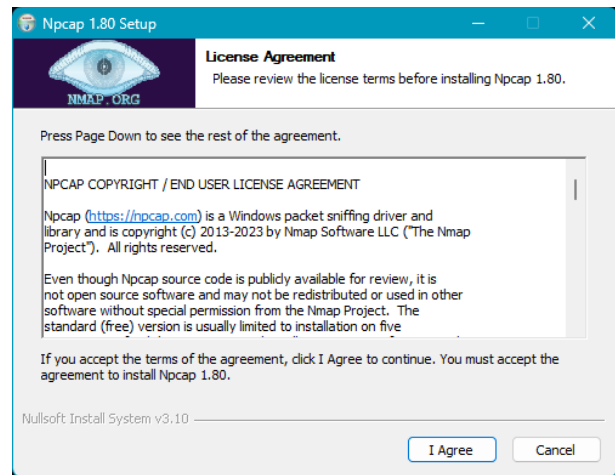 Npcap 1.80 Setup
NMAP.ORG
License Agreement
Please review the license terms before installing Npcap 1.80.
Press Page Down to see the rest of the agreement.
NPCAP COPYRIGHT / END USER LICENSE AGREEMENT
Npcap (https://npcap.com) is a Windows packet sniffing driver and
library and is copyright (c) 2013-2023 by Nmap Software LLC ("The Nmap
Project").  All rights reserved.
Even though Npcap source code is publicly available for review, it is
not open source software and may not be redistributed or used in other
software without special permission from the Nmap Project.  The
standard (free) version is usually limited to installation on five
If you accept the terms of the agreement, click I Agree to continue. You must accept the
agreement to install Npcap 1.80.
Nullsoft Install System v3.10
I Agree
Cancel